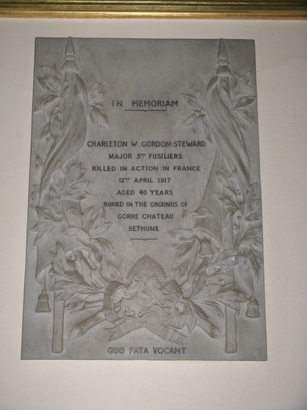 IN MEMORIAM
CHARLETON W. GORDON-STEWARD
MAJOR 5TH FUSILIERS
KILLED IN ACTION IN FRANCE
12TH APRIL 1917
AGED 40 YEARS
BURIED IN THE GROUNDS OF
GORRE CHATEAU
BETHUNE
QUO FATA VOCANT